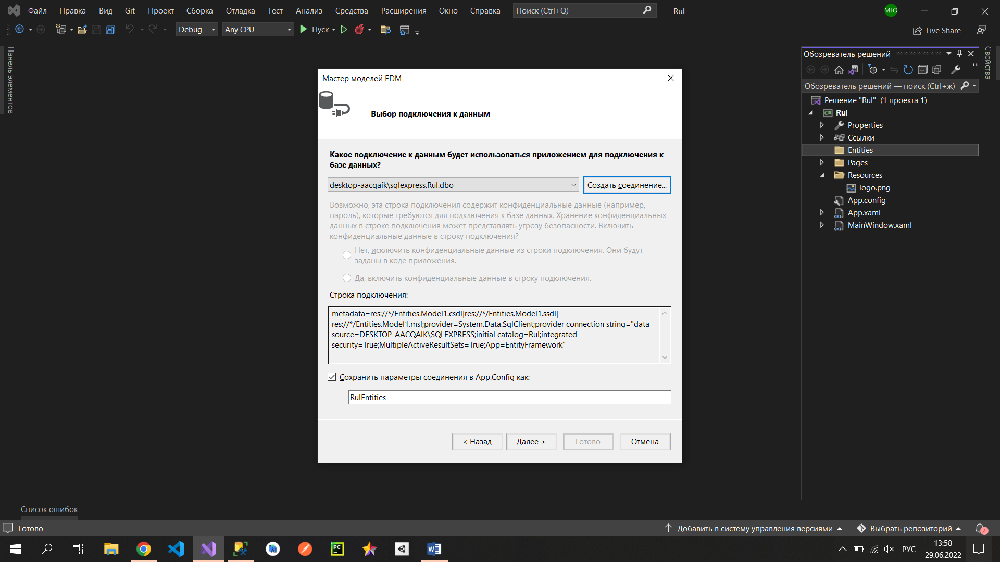 Файл Правка Вид Git Проект Сборка Отладка Тест Анализ Средства Расширения Окно Справка Поиск (Ctrl+Q) Rul МЮ
Debug Any CPU Пуск Live Share
Панель элементов
Свойства
Обозреватель решений
Обозреватель решений — поиск (Ctrl+ж)
Решение "Rul" (1 проекта 1)
C# Rul
Properties
Ссылки
Entities
Pages
Resources
logo.png
App.config
App.xaml
MainWindow.xaml
Мастер моделей EDM
Выбор подключения к данным
Какое подключение к данным будет использоваться приложением для подключения к
базе данных?
desktop-aacqaik\sqlexpress.Rul.dbo Создать соединение...
Возможно, эта строка подключения содержит конфиденциальные данные (например,
пароль), которые требуются для подключения к базе данных. Хранение конфиденциальных
данных в строке подключения может представлять угрозу безопасности. Включить
конфиденциальные данные в строку подключения?
Нет, исключить конфиденциальные данные из строки подключения. Они будут
заданы в коде приложения.
Да, включить конфиденциальные данные в строку подключения.
Строка подключения:
metadata=res://*/Entities.Model1.csdl|res://*/Entities.Model1.ssdl|
res://*/Entities.Model1.msl;provider=System.Data.SqlClient;provider connection string="data
source=DESKTOP-AACQAIK\SQLEXPRESS;initial catalog=Rul;integrated
security=True;MultipleActiveResultSets=True;App=EntityFramework"
Сохранить параметры соединения в App.Config как:
RulEntities
< Назад Далее > Готово Отмена
Список ошибок
Готово Добавить в систему управления версиями Выбрать репозиторий 2
PC W РУС 13:58
29.06.2022